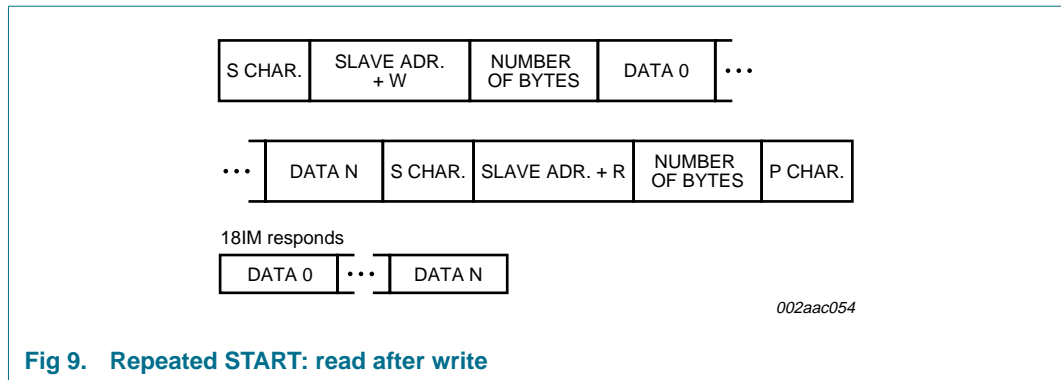 S CHAR. SLAVE ADR. + W NUMBER OF BYTES DATA 0 •••
••• DATA N S CHAR. SLAVE ADR. + R NUMBER OF BYTES P CHAR.
18IM responds
DATA 0 ••• DATA N
002aac054
Fig 9. Repeated START: read after write